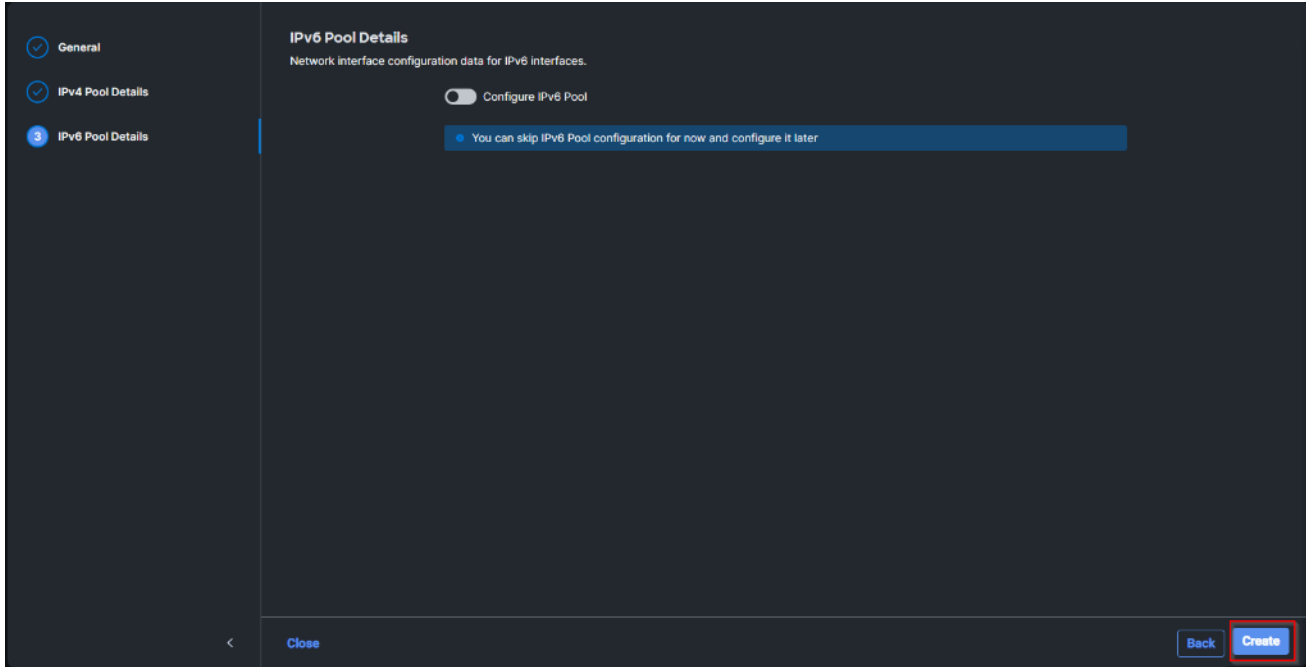 General
IPv4 Pool Details
3 IPv6 Pool Details
IPv6 Pool Details
Network interface configuration data for IPv6 interfaces.
Configure IPv6 Pool
You can skip IPv6 Pool configuration for now and configure it later
Close
Back
Create